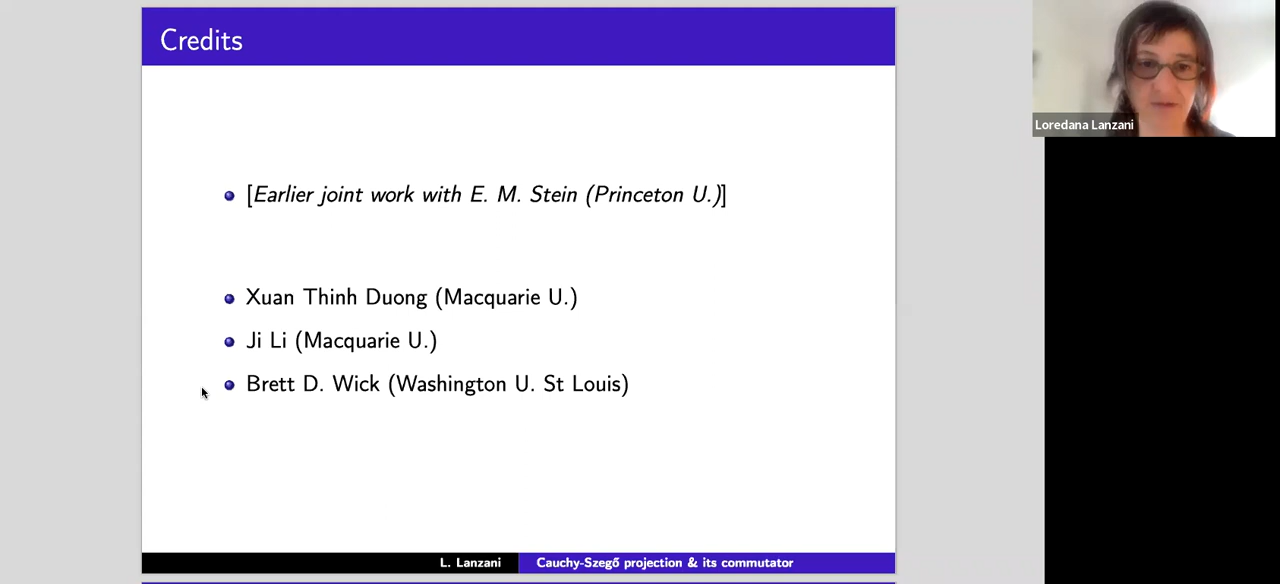 Credits
Loredana Lanzani
[Earlier joint work with E. M. Stein (Princeton U.)]
Xuan Thinh Duong (Macquarie U.)
Ji Li (Macquarie U.)
Brett D. Wick (Washington U. St Louis)
L. Lanzani
Cauchy-Szegő projection & its commutator